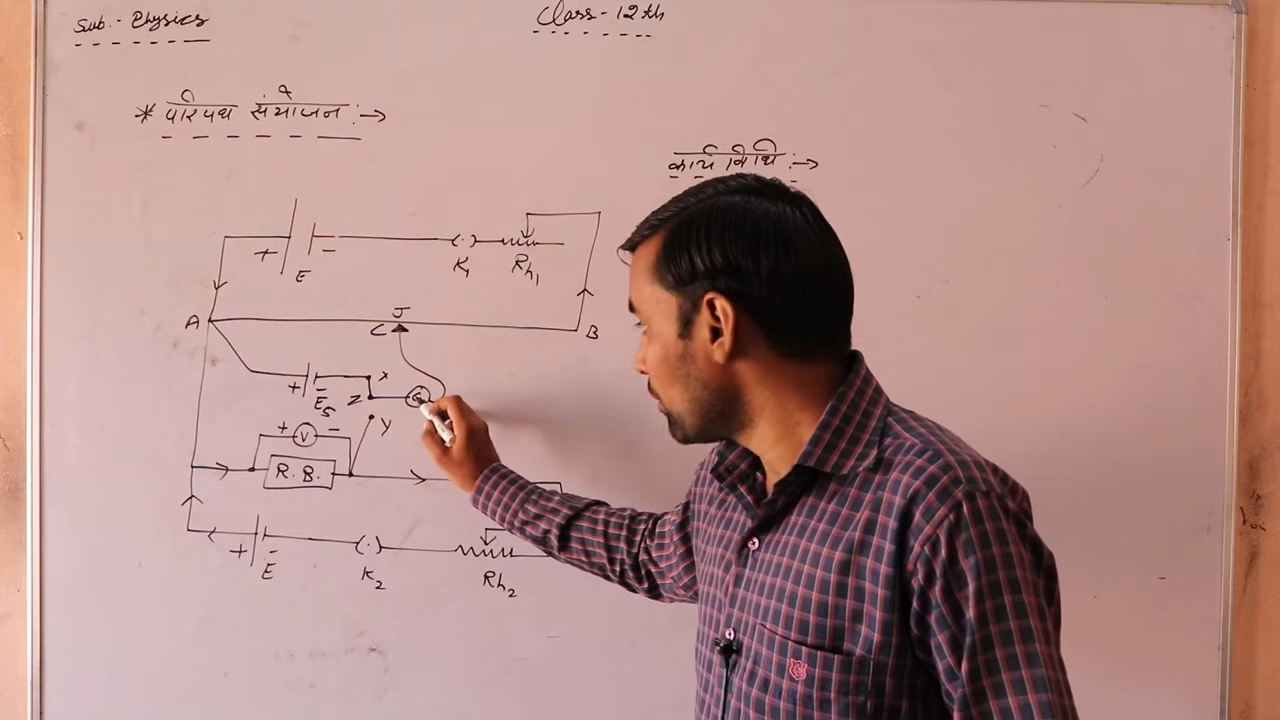 Sub.- Physics
Class - 12th
* परिपथ संयोजन :→
कार्य विधि :→
+ E − K1 Rh1
A J C B
+ − Es X Z G
Y
+ V −
R.B.
+ − E K2 Rh2